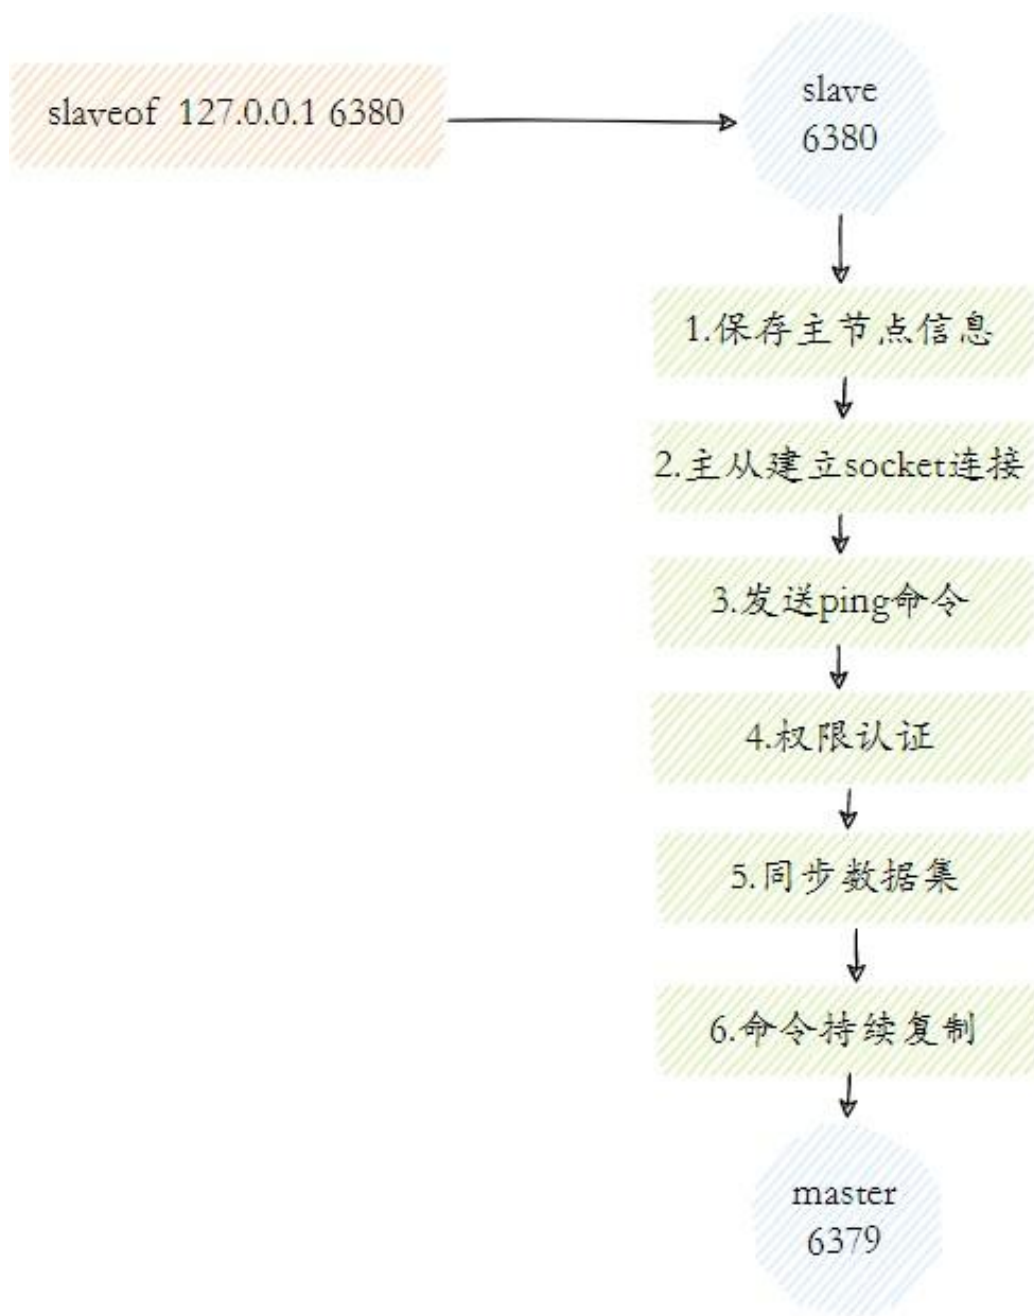 slaveof 127.0.0.1 6380
slave
6380
1.保存主节点信息
2.主从建立socket连接
3.发送ping命令
4.权限认证
5.同步数据集
6.命令持续复制
master
6379